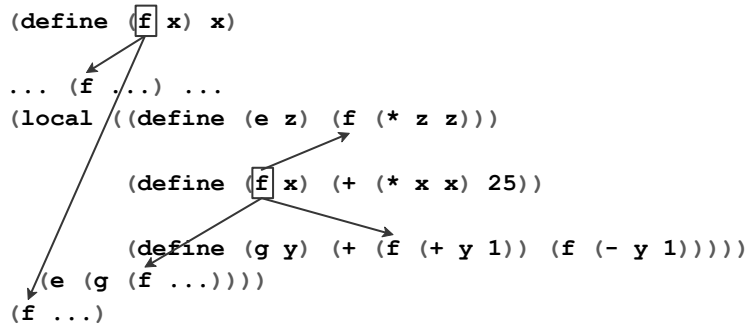 (define (f x) x)
... (f ...) ...
(local ((define (e z) (f (* z z)))
(define (f x) (+ (* x x) 25))
(define (g y) (+ (f (+ y 1)) (f (- y 1)))))
(e (g (f ...))))
(f ...)